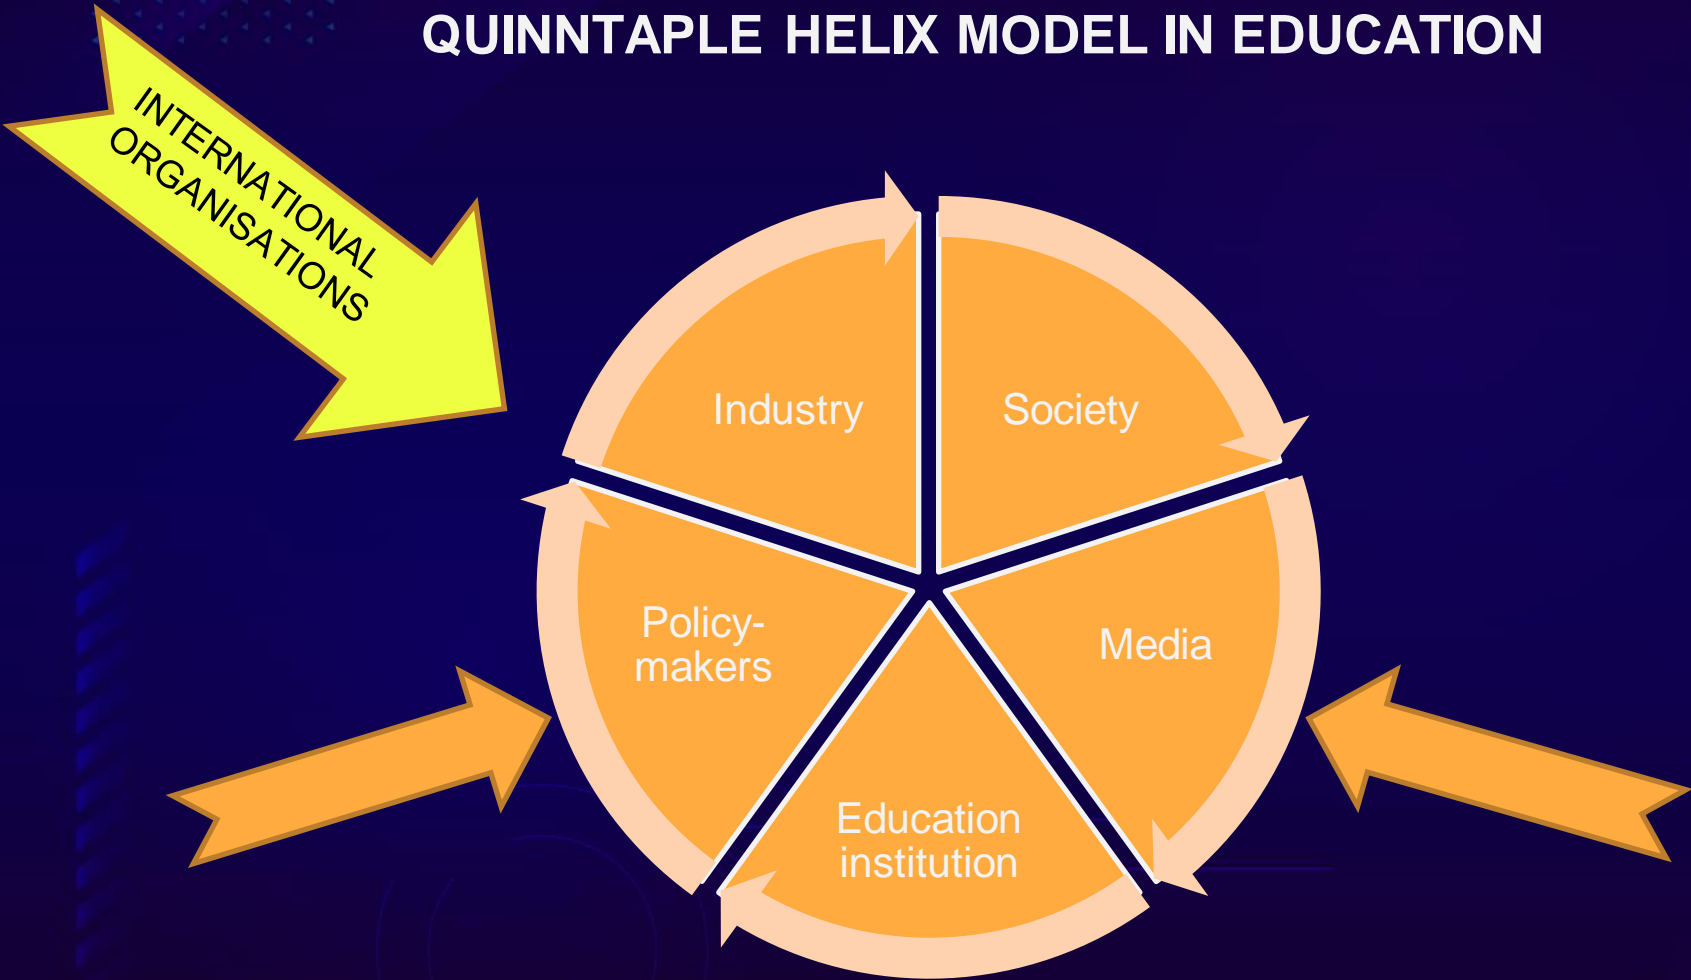 QUINNTAPLE HELIX MODEL IN EDUCATION
INTERNATIONAL
ORGANISATIONS
Industry
Society
Policy-
makers
Media
Education
institution